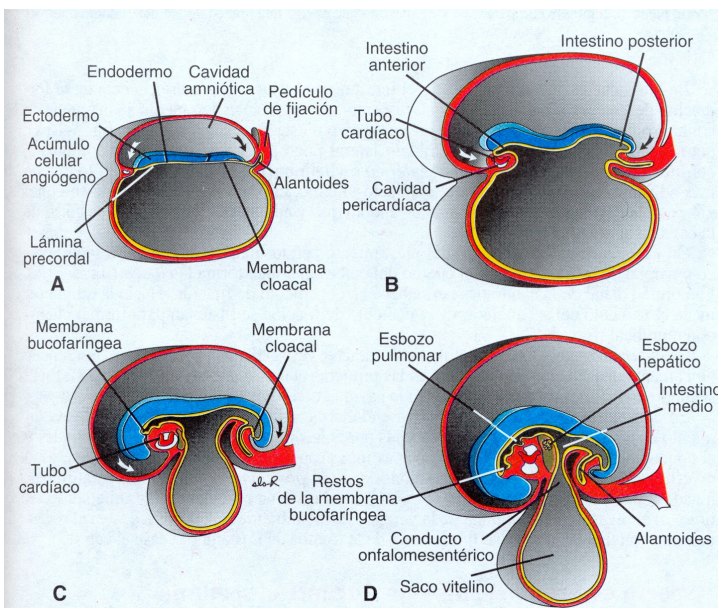 Endodermo
Cavidad
amniótica
Pedículo
de fijación
Ectodermo
Acúmulo
celular
angiógeno
Alantoides
Lámina
precordal
Membrana
cloacal
A
Intestino
anterior
Intestino posterior
Tubo
cardíaco
Cavidad
pericardíaca
B
Membrana
bucofaríngea
Membrana
cloacal
Tubo
cardíaco
C
Esbozo
pulmonar
Esbozo
hepático
Intestino
medio
Restos
de la membrana
bucofaríngea
Conducto
onfalomesentérico
Alantoides
Saco vitelino
D